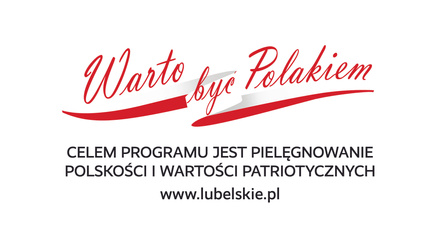 Warto być Polakiem
CELEM PROGRAMU JEST PIELĘGNOWANIE
POLSKOŚCI I WARTOŚCI PATRIOTYCZNYCH
www.lubelskie.pl